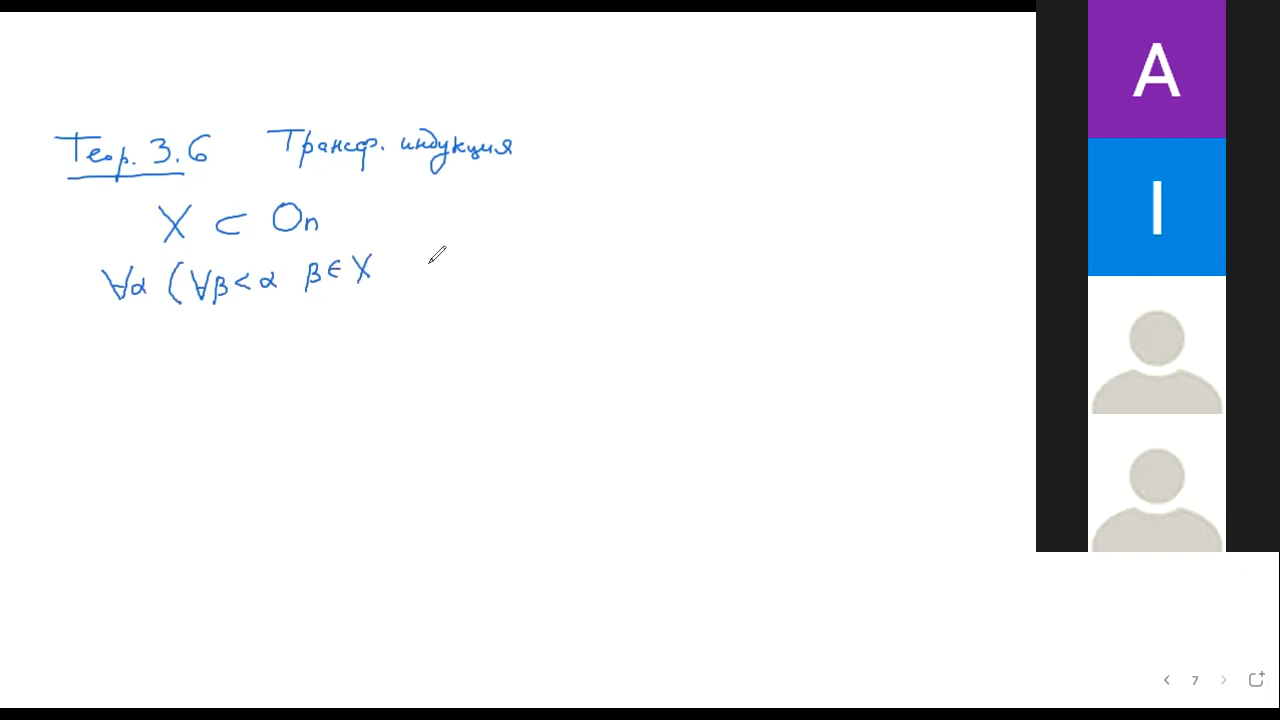 Теор. 3.6 Трансф. индукция
X ⊂ On
∀α (∀β < α β ∈ X
A
I
7